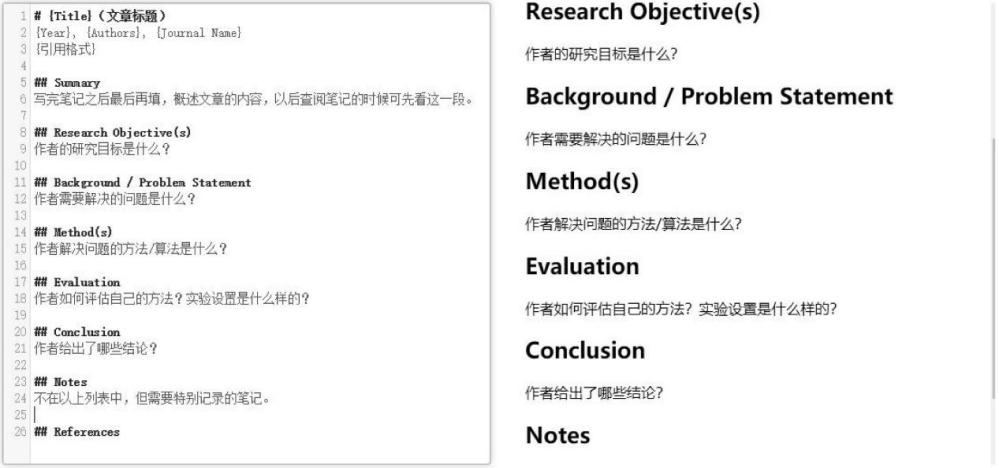 1 # {Title}（文章标题）
2 {Year}, {Authors}, {Journal Name}
3 {引用格式}
4
5 ## Summary
6 写完笔记之后最后再填，概述文章的内容，以后查阅笔记的时候可先看这一段。
7
8 ## Research Objective(s)
9 作者的研究目标是什么？
10
11 ## Background / Problem Statement
12 作者需要解决的问题是什么？
13
14 ## Method(s)
15 作者解决问题的方法/算法是什么？
16
17 ## Evaluation
18 作者如何评估自己的方法？实验设置是什么样的？
19
20 ## Conclusion
21 作者给出了哪些结论？
22
23 ## Notes
24 不在以上列表中，但需要特别记录的笔记。
25
26 ## References
Research Objective(s)
作者的研究目标是什么？
Background / Problem Statement
作者需要解决的问题是什么？
Method(s)
作者解决问题的方法/算法是什么？
Evaluation
作者如何评估自己的方法？实验设置是什么样的？
Conclusion
作者给出了哪些结论？
Notes